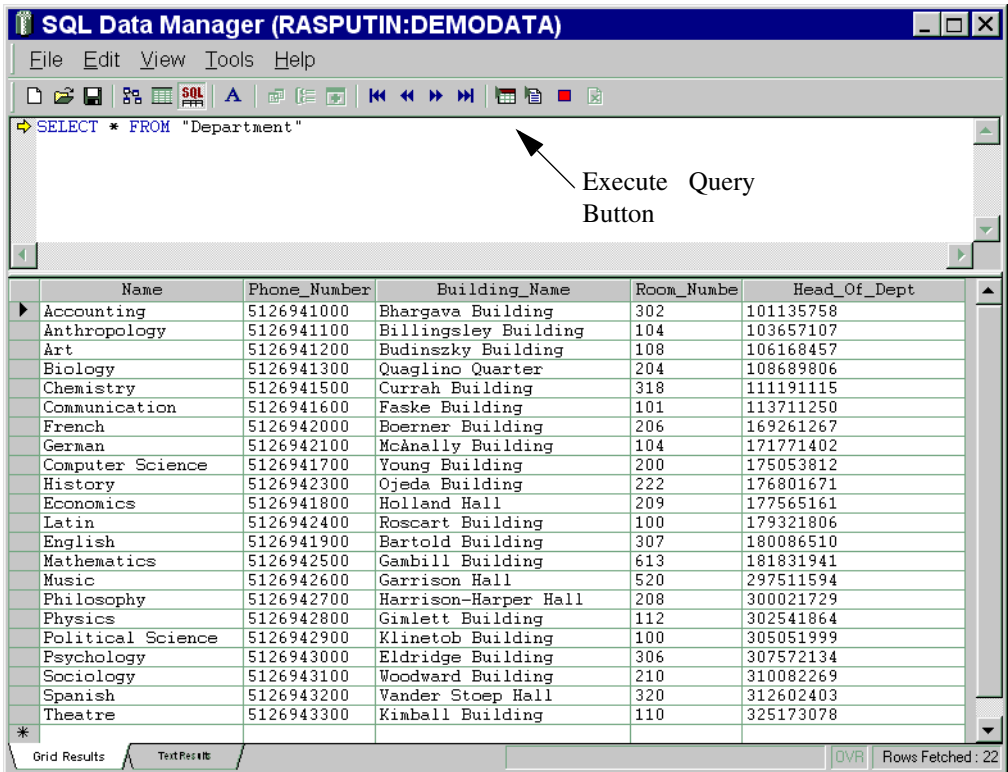 SQL Data Manager (RASPUTIN:DEMODATA)
File Edit View Tools Help
SQL A
SELECT * FROM "Department"
Execute Query
Button
Name Phone_Number Building_Name Room_Numbe Head_Of_Dept
Accounting 5126941000 Bhargava Building 302 101135758
Anthropology 5126941100 Billingsley Building 104 103657107
Art 5126941200 Budinszky Building 108 106168457
Biology 5126941300 Quaglino Quarter 204 108689806
Chemistry 5126941500 Currah Building 318 111191115
Communication 5126941600 Faske Building 101 113711250
French 5126942000 Boerner Building 206 169261267
German 5126942100 McAnally Building 104 171771402
Computer Science 5126941700 Young Building 200 175053812
History 5126942300 Ojeda Building 222 176801671
Economics 5126941800 Holland Hall 209 177565161
Latin 5126942400 Roscart Building 100 179321806
English 5126941900 Bartold Building 307 180086510
Mathematics 5126942500 Gambill Building 613 181831941
Music 5126942600 Garrison Hall 520 297511594
Philosophy 5126942700 Harrison-Harper Hall 208 300021729
Physics 5126942800 Gimlett Building 112 302541864
Political Science 5126942900 Klinetob Building 100 305051999
Psychology 5126943000 Eldridge Building 306 307572134
Sociology 5126943100 Woodward Building 210 310082269
Spanish 5126943200 Vander Stoep Hall 320 312602403
Theatre 5126943300 Kimball Building 110 325173078
*
Grid Results Text Results OVR Rows Fetched : 22